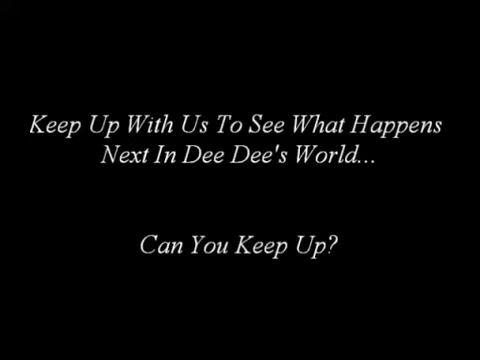 Keep Up With Us To See What Happens
Next In Dee Dee's World...
Can You Keep Up?